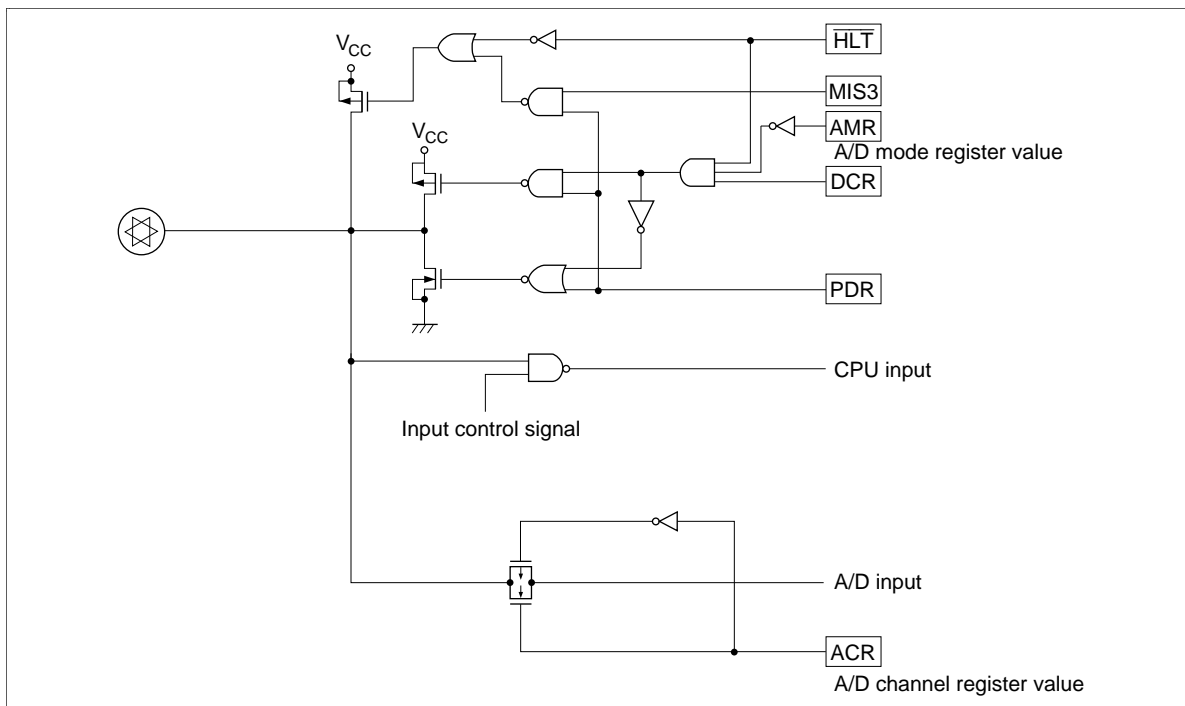 VCC
HLT
MIS3
AMR
A/D mode register value
VCC
DCR
PDR
CPU input
Input control signal
A/D input
ACR
A/D channel register value